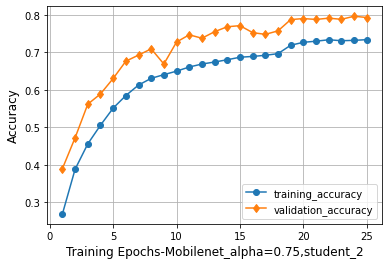 0.8
0.7
0.6
0.5
0.4
0.3
Accuracy
0 5 10 15 20 25
Training Epochs-Mobilenet_alpha=0.75,student_2
training_accuracy
validation_accuracy